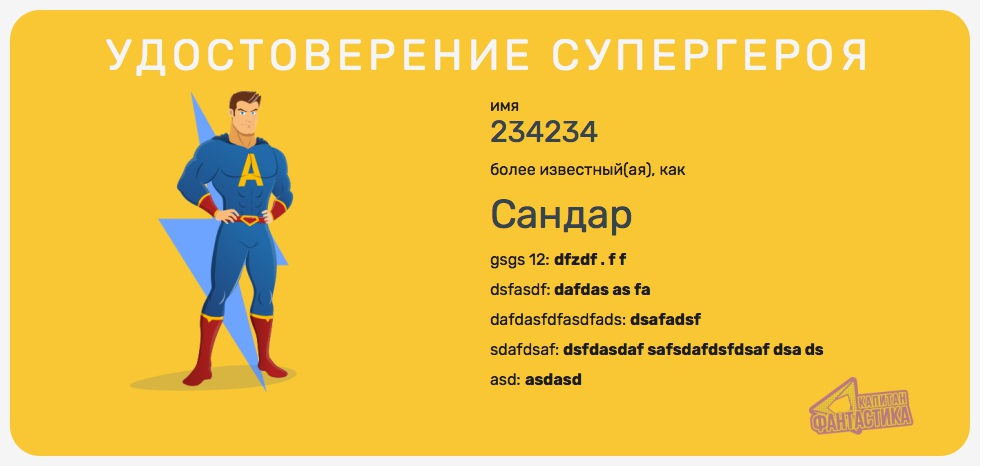 УДОСТОВЕРЕНИЕ СУПЕРГЕРОЯ
A
имя
234234
более известный(ая), как
Сандар
gsgs 12: dfzdf . f f
dsfasdf: dafdas as fa
dafdasfdfasdfads: dsafadsf
sdafdsaf: dsfdasdaf safsdafdsfdsaf dsa ds
asd: asdasd
КАПИТАН
ФАНТАСТИКА